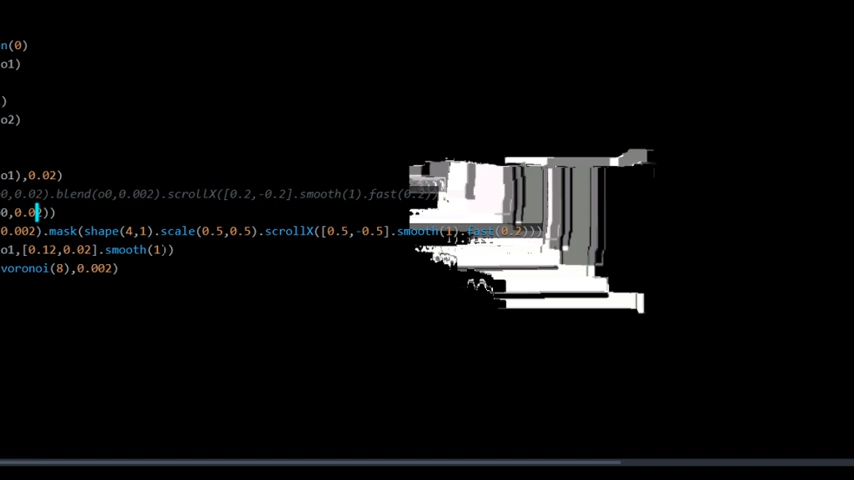 n(0)
o1)
)
o2)
o1),0.02)
0,0.02).blend(o0,0.002).scrollX([0.2,-0.2].smooth(1).fast(0.2))
0,0.02))
0.002).mask(shape(4,1).scale(0.5,0.5).scrollX([0.5,-0.5].smooth(1).fast(0.2)))
o1,[0.12,0.02].smooth(1))
voronoi(8),0.002)